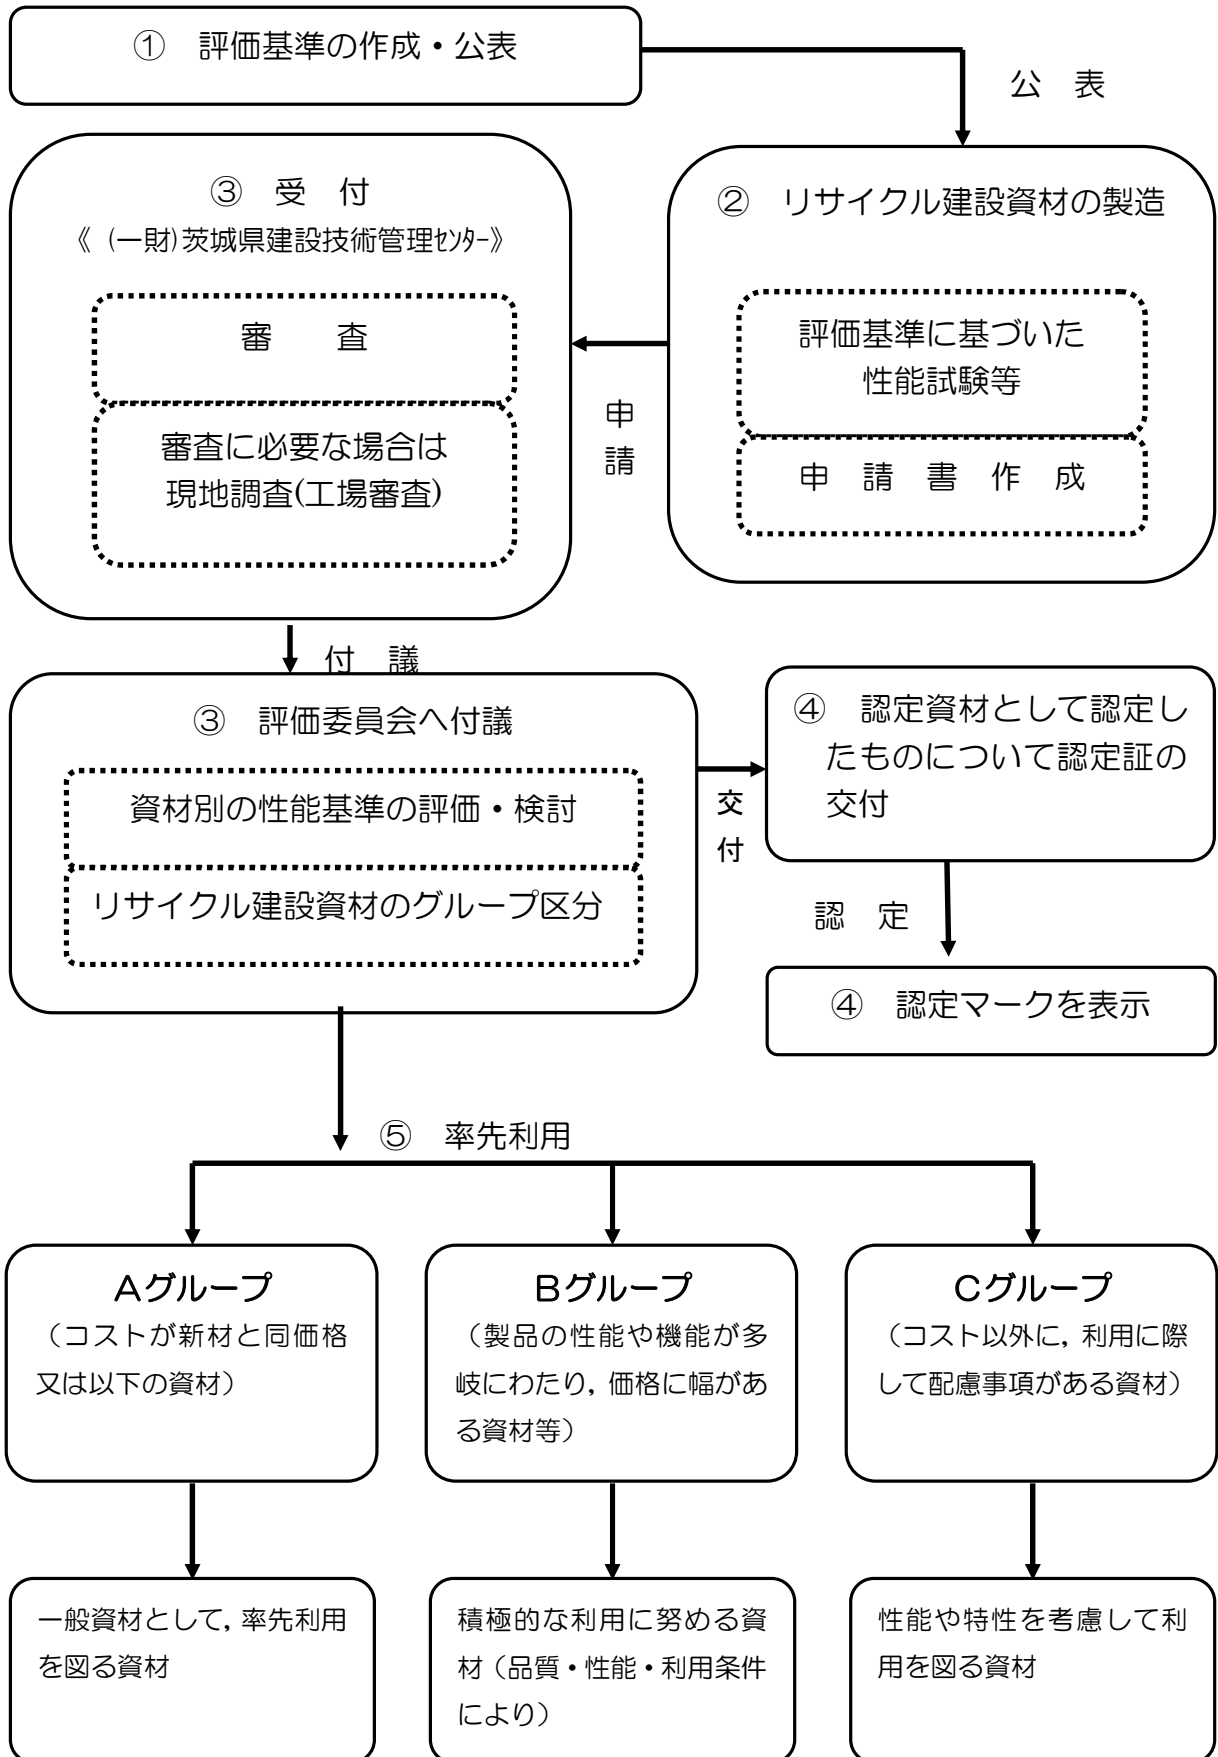 ① 評価基準の作成・公表
公 表
② リサイクル建設資材の製造
評価基準に基づいた
性能試験等
申 請 書 作 成
申
請
③ 受 付
《 (一財)茨城県建設技術管理ｾﾝﾀｰ》
審 査
審査に必要な場合は
現地調査(工場審査)
付 議
③ 評価委員会へ付議
資材別の性能基準の評価・検討
リサイクル建設資材のグループ区分
交
付
④ 認定資材として認定し
たものについて認定証の
交付
認 定
④ 認定マークを表示
⑤ 率先利用
Aグループ
（コストが新材と同価格
又は以下の資材）
Bグループ
（製品の性能や機能が多
岐にわたり，価格に幅があ
る資材等）
Cグループ
（コスト以外に，利用に際
して配慮事項がある資材）
一般資材として，率先利用
を図る資材
積極的な利用に努める資
材（品質・性能・利用条件
により）
性能や特性を考慮して利
用を図る資材